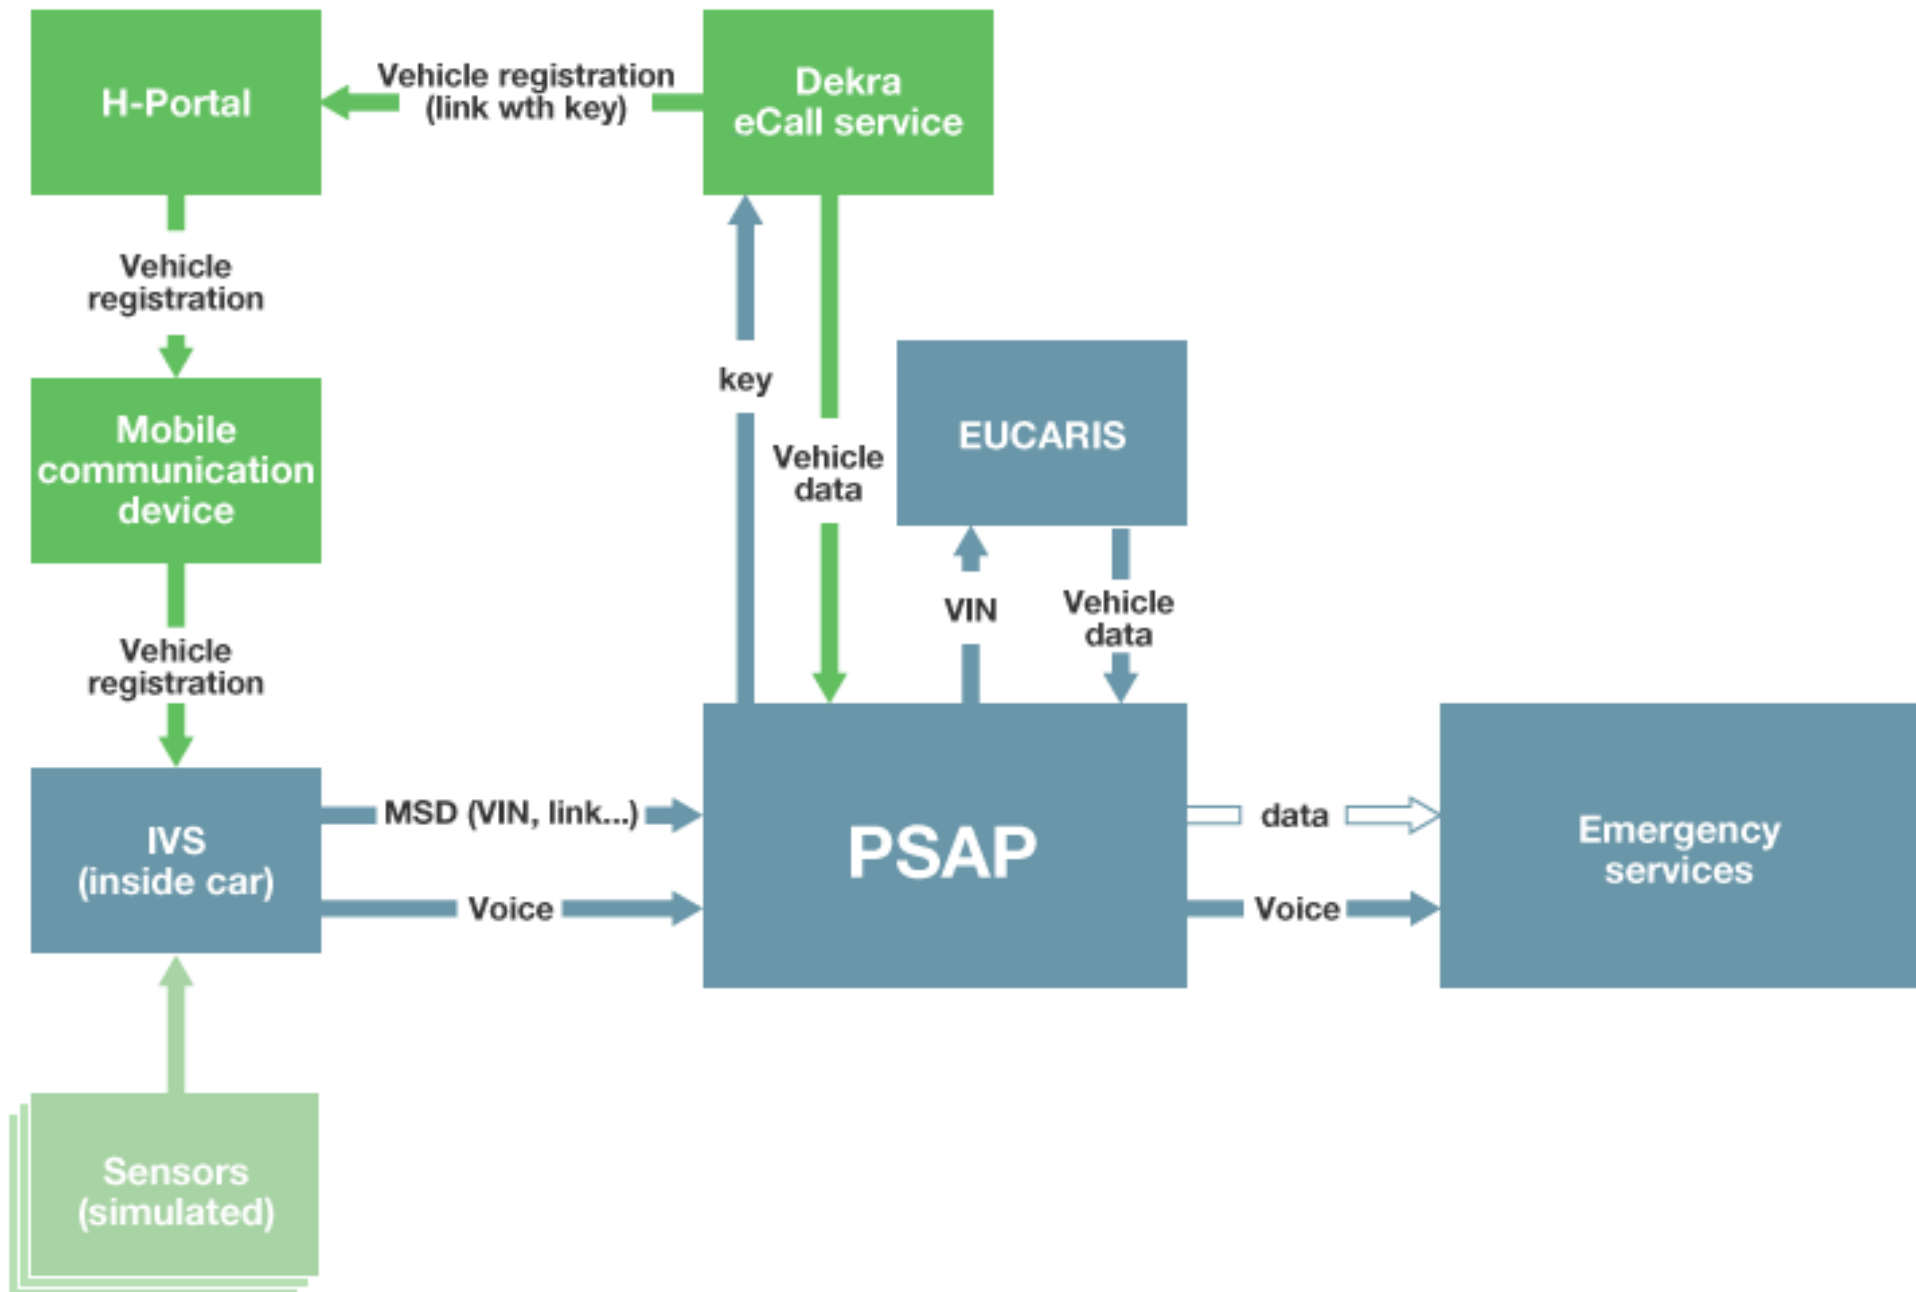 H-Portal
Vehicle registration
(link wth key)
Dekra
eCall service
Vehicle
registration
key
Vehicle
data
EUCARIS
Mobile
communication
device
VIN
Vehicle
data
Vehicle
registration
IVS
(inside car)
MSD (VIN, link...)
Voice
PSAP
data
Voice
Emergency
services
Sensors
(simulated)